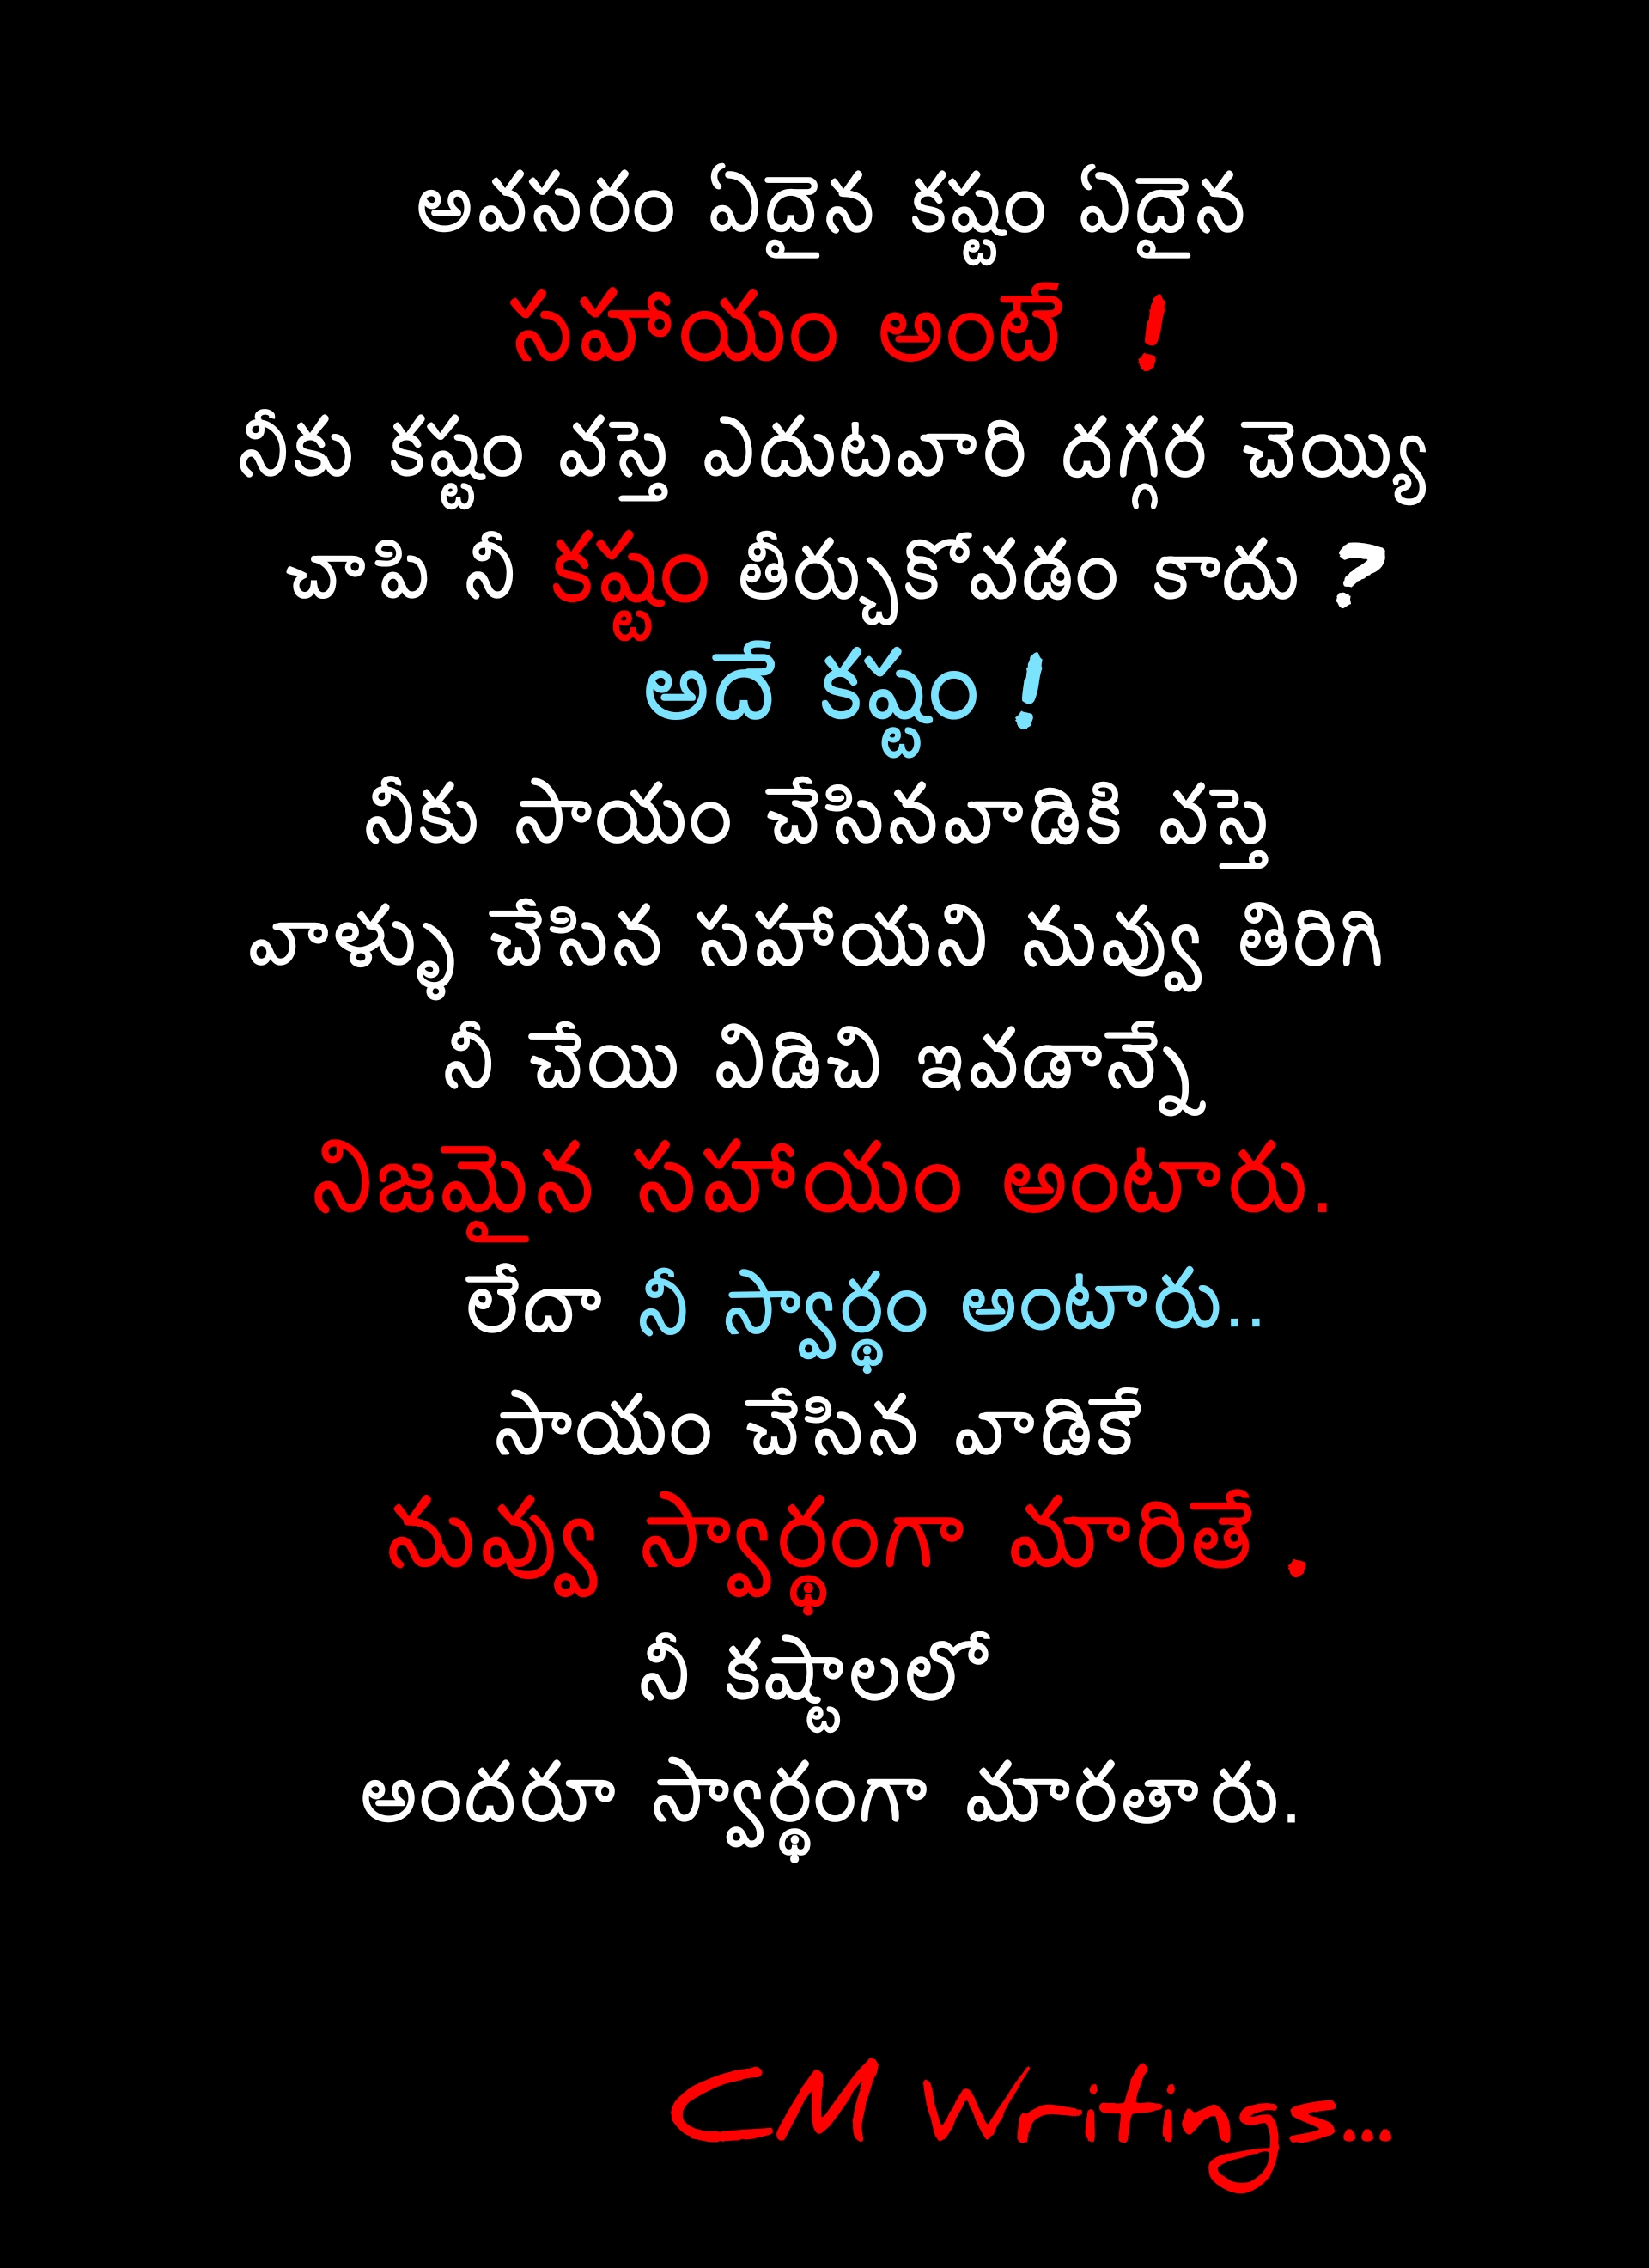 అవసరం ఏదైన కష్టం ఏదైన
సహాయం అంటే !
నీకు కష్టం వస్తె ఎదుటవారి దగ్గర చెయ్యి
చాపి నీ కష్టం తీర్చుకోవడం కాదు ?
అదే కష్టం !
నీకు సాయం చేసినవాడికి వస్తె
వాళ్ళు చేసిన సహాయని నువ్వు తిరిగి
నీ చేయి విడిచి ఇవడాన్నే
నిజమైన సహాయం అంటారు.
లేదా నీ స్వార్థం అంటారు..
సాయం చేసిన వాడికే
నువ్వు స్వార్థంగా మారితే .
నీ కష్టాలలో
అందరూ స్వార్థంగా మారతారు.
CM Writings...